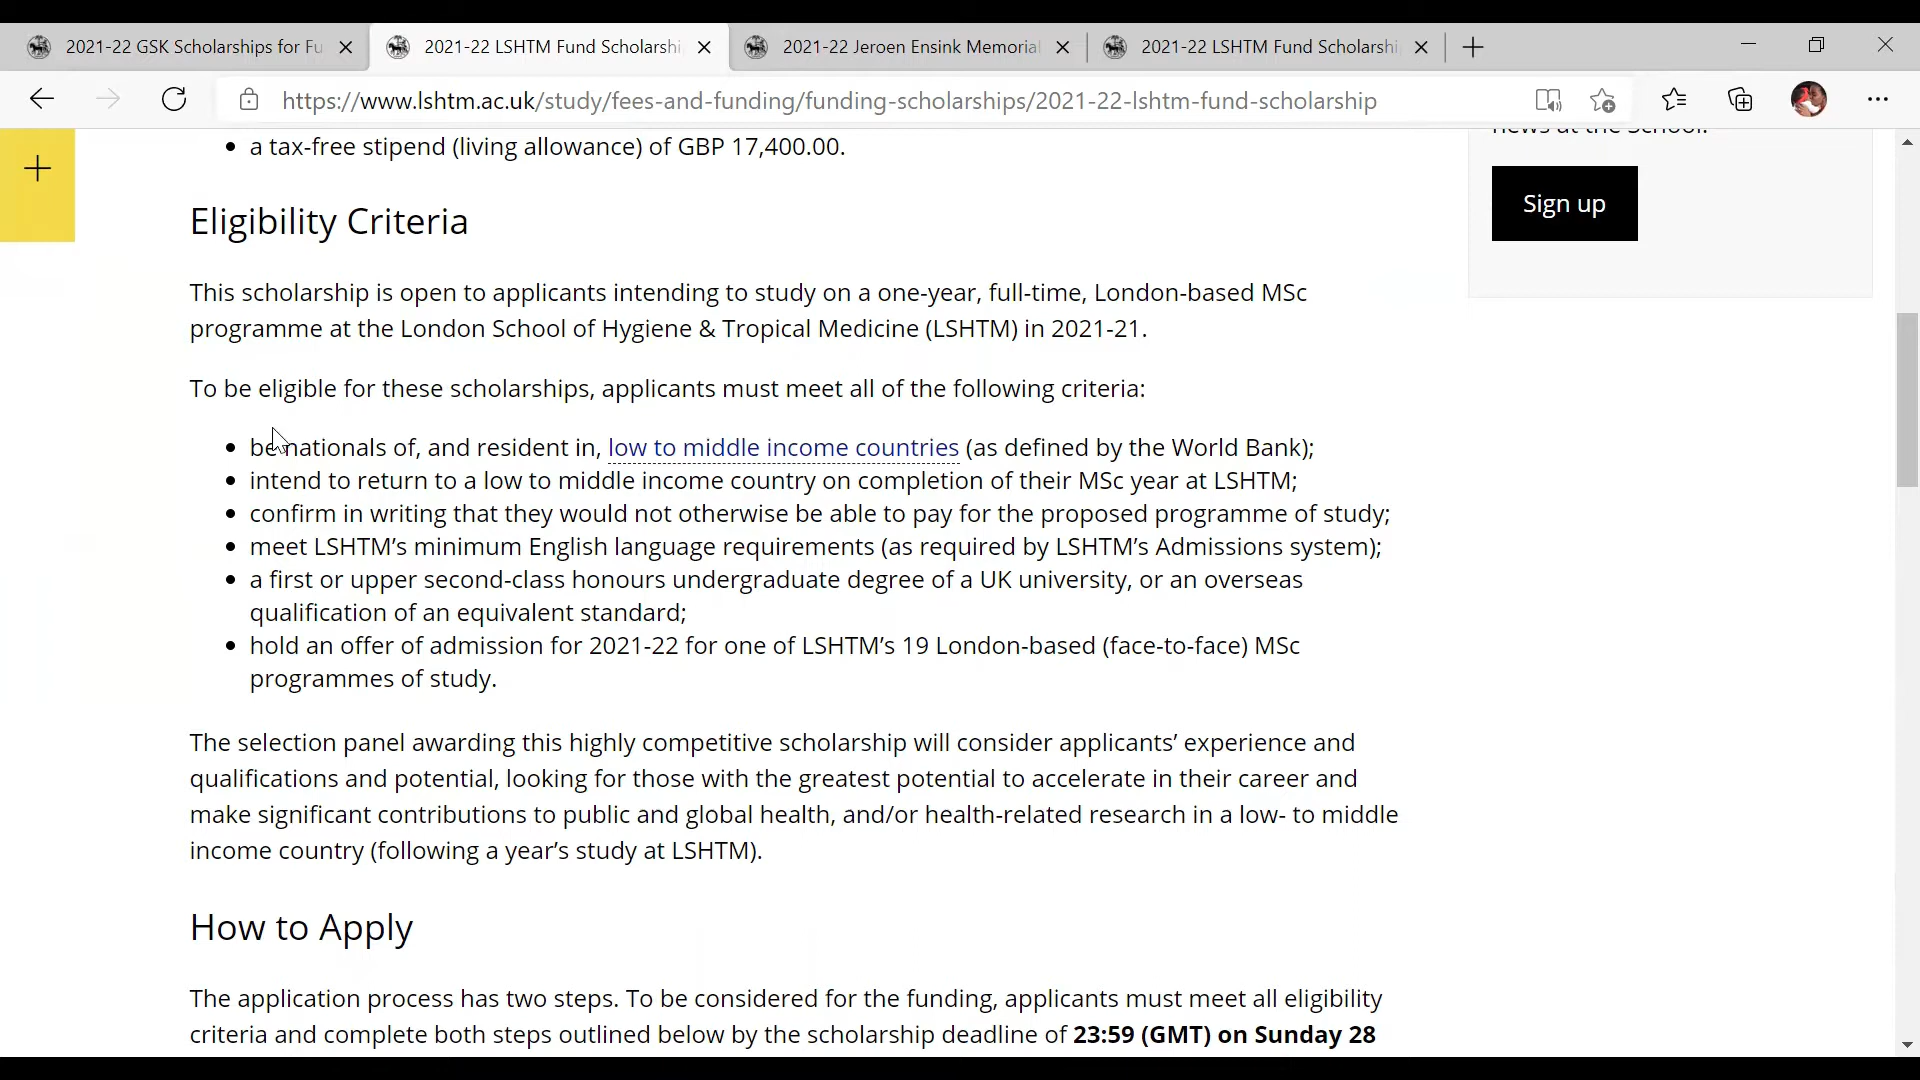 2021-22 GSK Scholarships for Fu
2021-22 LSHTM Fund Scholarshi
2021-22 Jeroen Ensink Memorial
2021-22 LSHTM Fund Scholarshi
https://www.lshtm.ac.uk/study/fees-and-funding/funding-scholarships/2021-22-lshtm-fund-scholarship
news at the School.
Sign up
• a tax-free stipend (living allowance) of GBP 17,400.00.
Eligibility Criteria
This scholarship is open to applicants intending to study on a one-year, full-time, London-based MSc
programme at the London School of Hygiene & Tropical Medicine (LSHTM) in 2021-21.
To be eligible for these scholarships, applicants must meet all of the following criteria:
• be nationals of, and resident in, low to middle income countries (as defined by the World Bank);
• intend to return to a low to middle income country on completion of their MSc year at LSHTM;
• confirm in writing that they would not otherwise be able to pay for the proposed programme of study;
• meet LSHTM’s minimum English language requirements (as required by LSHTM’s Admissions system);
• a first or upper second-class honours undergraduate degree of a UK university, or an overseas
qualification of an equivalent standard;
• hold an offer of admission for 2021-22 for one of LSHTM’s 19 London-based (face-to-face) MSc
programmes of study.
The selection panel awarding this highly competitive scholarship will consider applicants’ experience and
qualifications and potential, looking for those with the greatest potential to accelerate in their career and
make significant contributions to public and global health, and/or health-related research in a low- to middle
income country (following a year’s study at LSHTM).
How to Apply
The application process has two steps. To be considered for the funding, applicants must meet all eligibility
criteria and complete both steps outlined below by the scholarship deadline of 23:59 (GMT) on Sunday 28